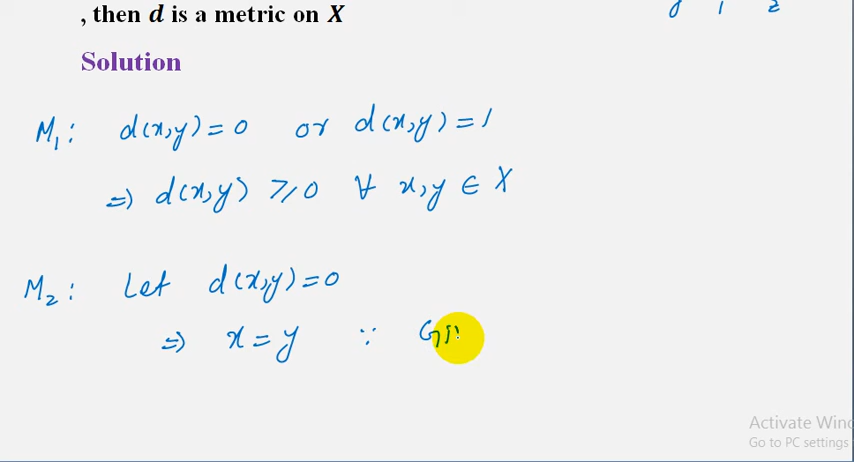 , then d is a metric on X
Solution
M₁: d(x,y)=0 or d(x,y)=1
⇒ d(x,y) ≥ 0 ∀ x,y ∈ X
M₂: Let d(x,y)=0
⇒ x=y ∵
Activate Wind
Go to PC settings